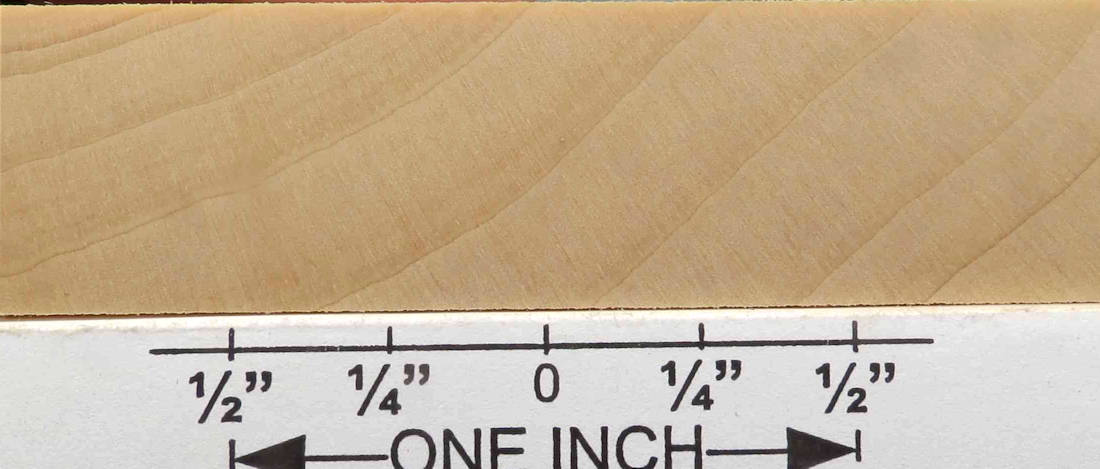 ½” ¼” 0 ¼” ½”
ONE INCH